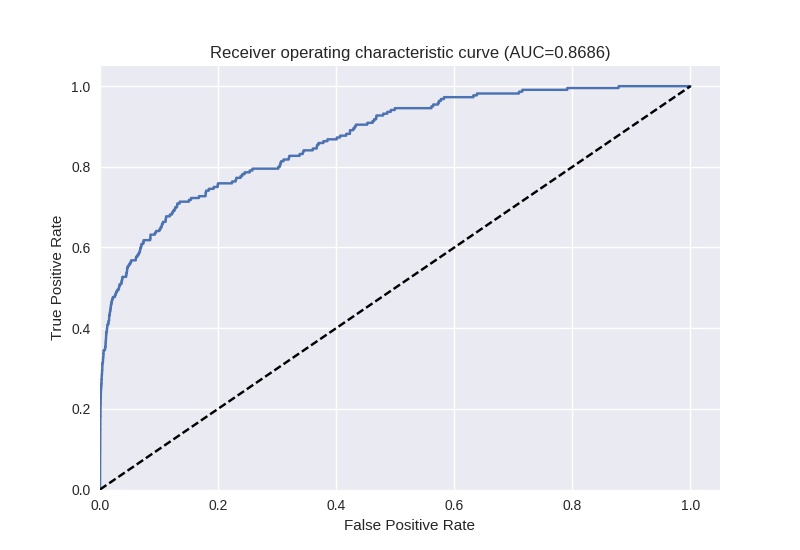 Receiver operating characteristic curve (AUC=0.8686)
1.0
0.8
0.6
0.4
0.2
0.0
True Positive Rate
0.0 0.2 0.4 0.6 0.8 1.0
False Positive Rate